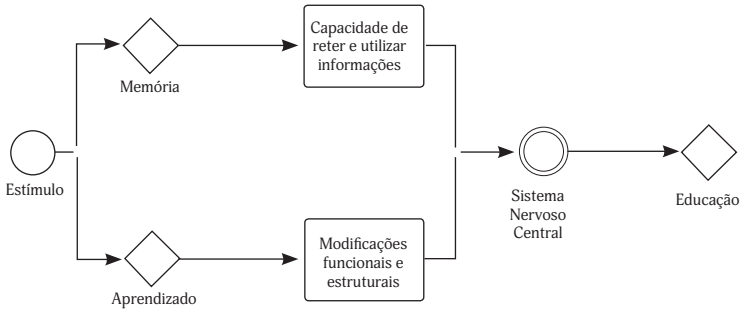 Capacidade de
reter e utilizar
informações
Memória
Estímulo
Sistema
Nervoso
Central
Educação
Modificações
funcionais e
estruturais
Aprendizado